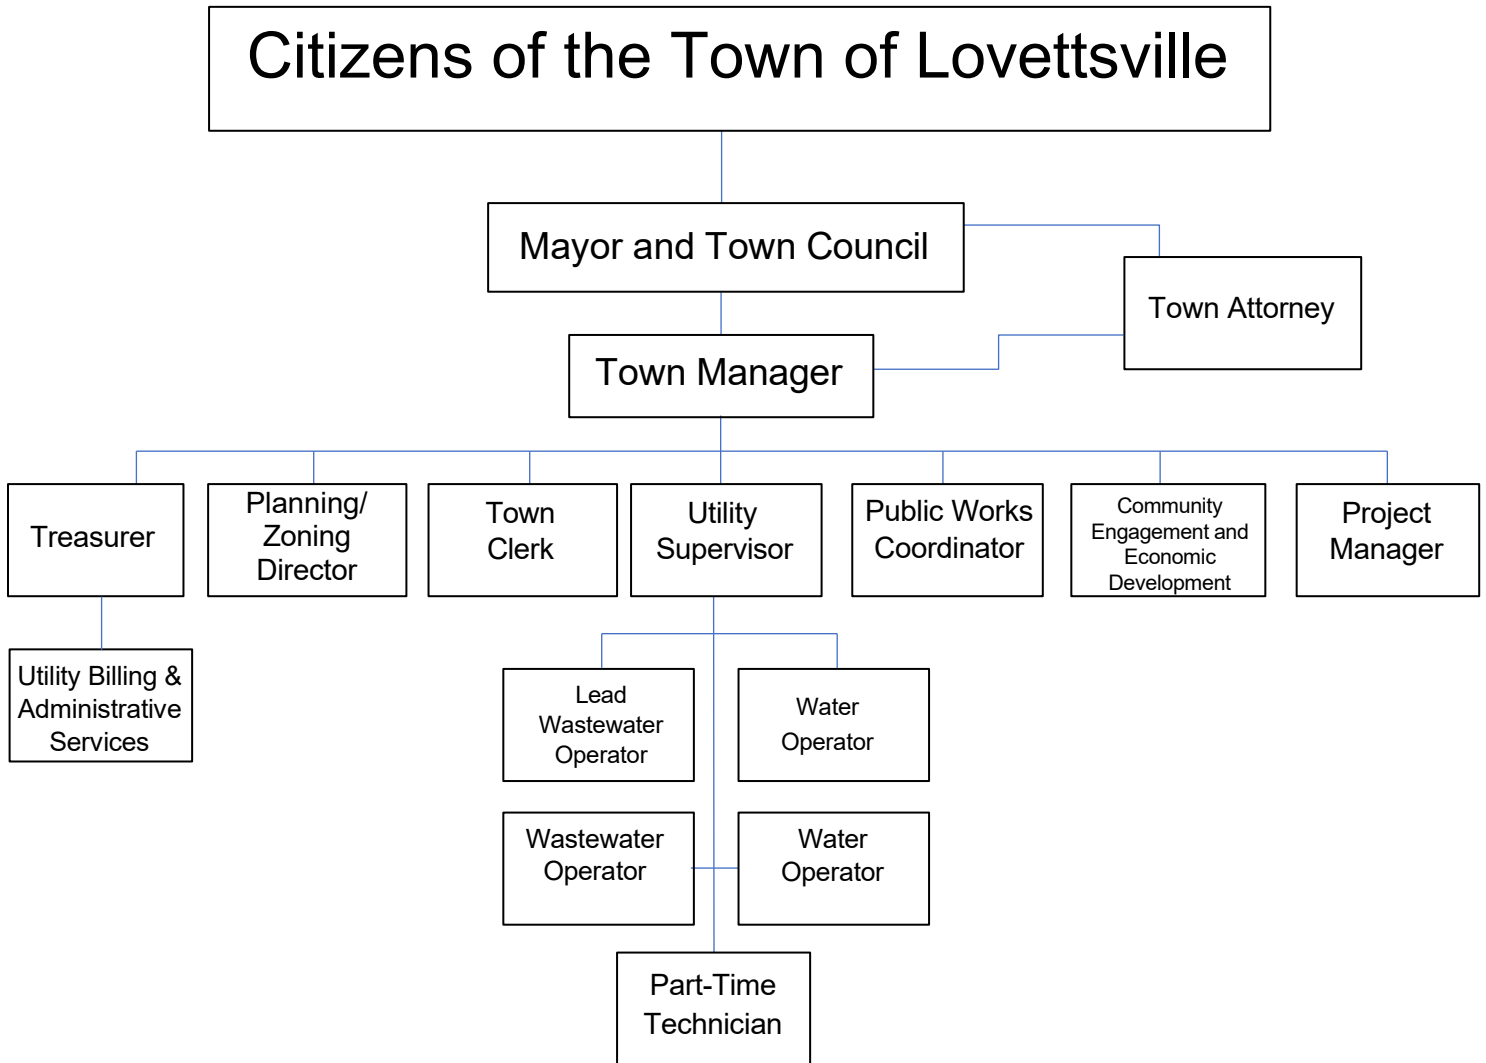 Citizens of the Town of Lovettsville
Mayor and Town Council
Town Attorney
Town Manager
Treasurer
Planning/
Zoning
Director
Town
Clerk
Utility
Supervisor
Public Works
Coordinator
Community
Engagement and
Economic
Development
Project
Manager
Utility Billing &
Administrative
Services
Lead
Wastewater
Operator
Water
Operator
Wastewater
Operator
Water
Operator
Part-Time
Technician